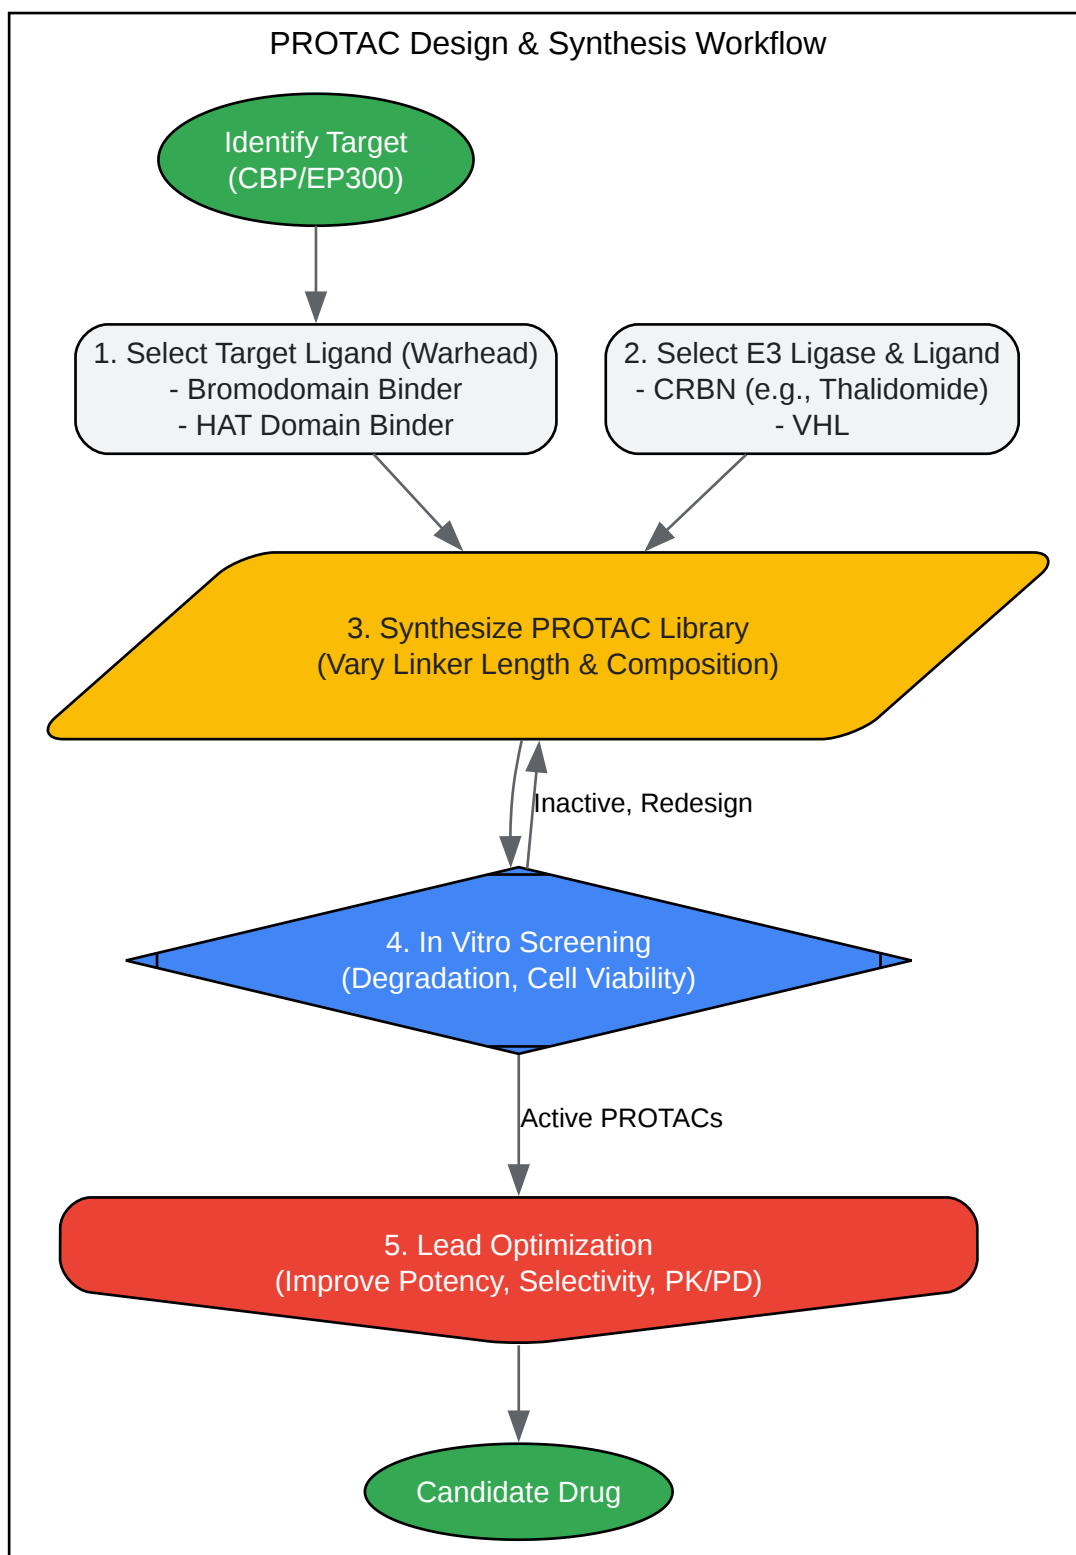 PROTAC Design & Synthesis Workflow
Identify Target
(CBP/EP300)
1. Select Target Ligand (Warhead)
- Bromodomain Binder
- HAT Domain Binder
2. Select E3 Ligase & Ligand
- CRBN (e.g., Thalidomide)
- VHL
3. Synthesize PROTAC Library
(Vary Linker Length & Composition)
Inactive, Redesign
4. In Vitro Screening
(Degradation, Cell Viability)
Active PROTACs
5. Lead Optimization
(Improve Potency, Selectivity, PK/PD)
Candidate Drug